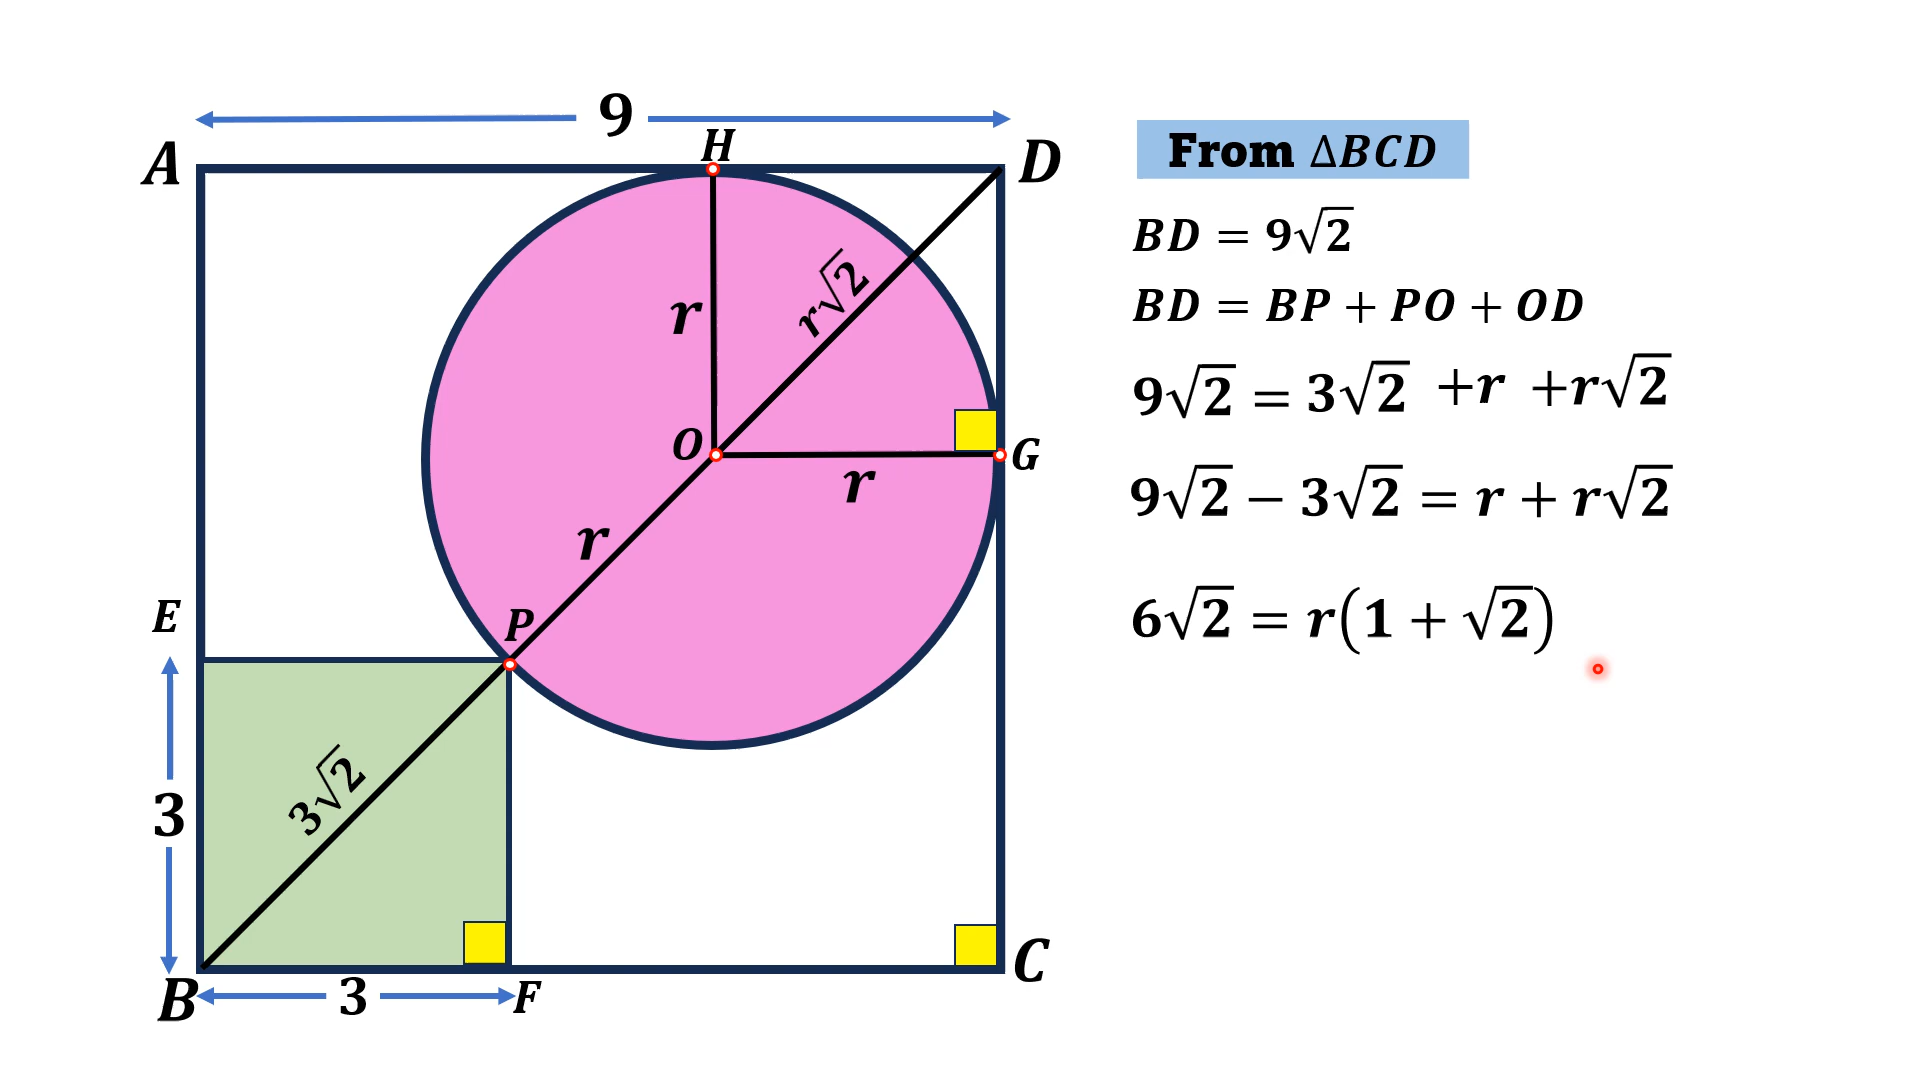 9
A H D
r r√2
O G
r
r
E P
3 3√2
B 3 F C
From ΔBCD
BD = 9√2
BD = BP + PO + OD
9√2 = 3√2 +r +r√2
9√2 − 3√2 = r + r√2
6√2 = r(1 + √2)